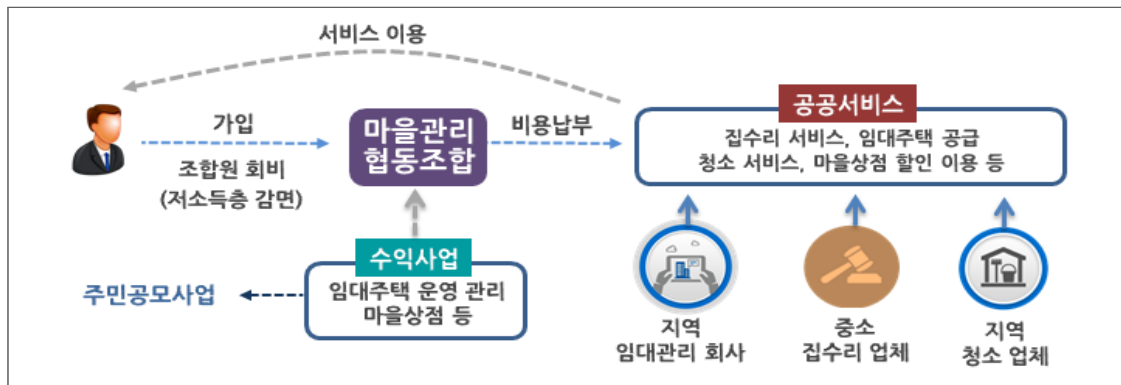 서비스 이용
가입
조합원 회비
(저소득층 감면)
마을관리
협동조합
비용납부
공공서비스
집수리 서비스, 임대주택 공급
청소 서비스, 마을상점 할인 이용 등
수익사업
임대주택 운영 관리
마을상점 등
주민공모사업
지역
임대관리 회사
중소
집수리 업체
지역
청소 업체